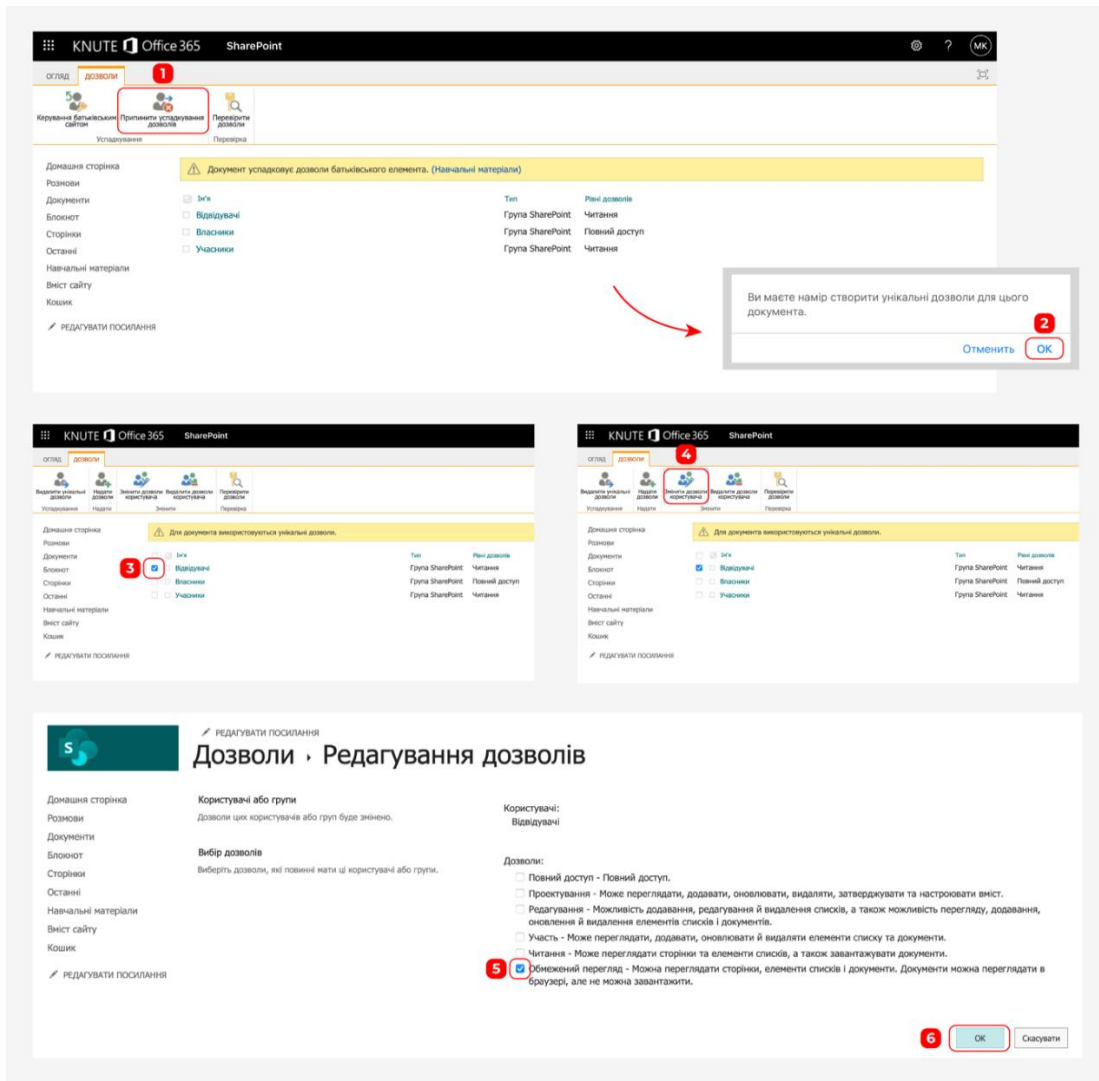 KNUTE Office 365 SharePoint ? MK
ОГЛЯД ДОЗВОЛИ 1
Керування батьківським сайтом Припинити успадкування дозволів Перевірити дозволи
Успадкування Перевірка
Домашня сторінка
Розмови
Документи
Блокнот
Сторінки
Останні
Навчальні матеріали
Вміст сайту
Кошик
РЕДАГУВАТИ ПОСИЛАННЯ
Документ успадковує дозволи батьківського елемента. (Навчальні матеріали)
Ім'я Тип Рівні дозволів
Відвідувачі Група SharePoint Читання
Власники Група SharePoint Повний доступ
Учасники Група SharePoint Читання
Ви маєте намір створити унікальні дозволи для цього
документа.
2
Отменить OK
KNUTE Office 365 SharePoint
ОГЛЯД ДОЗВОЛИ
Видалити унікальні дозволи Надати дозволи Змінити дозволи користувача Видалити дозволи користувача Перевірити дозволи
Успадкування Надати Змінити Перевірка
Домашня сторінка
Розмови
Документи
Блокнот
Сторінки
Останні
Навчальні матеріали
Вміст сайту
Кошик
РЕДАГУВАТИ ПОСИЛАННЯ
Для документа використовуються унікальні дозволи.
Ім'я Тип Рівні дозволів
3 Відвідувачі Група SharePoint Читання
Власники Група SharePoint Повний доступ
Учасники Група SharePoint Читання
KNUTE Office 365 SharePoint
ОГЛЯД ДОЗВОЛИ 4
Видалити унікальні дозволи Надати дозволи Змінити дозволи користувача Видалити дозволи користувача Перевірити дозволи
Успадкування Надати Змінити Перевірка
Домашня сторінка
Розмови
Документи
Блокнот
Сторінки
Останні
Навчальні матеріали
Вміст сайту
Кошик
РЕДАГУВАТИ ПОСИЛАННЯ
Для документа використовуються унікальні дозволи.
Ім'я Тип Рівні дозволів
Відвідувачі Група SharePoint Читання
Власники Група SharePoint Повний доступ
Учасники Група SharePoint Читання
S
РЕДАГУВАТИ ПОСИЛАННЯ
Дозволи › Редагування дозволів
Домашня сторінка
Розмови
Документи
Блокнот
Сторінки
Останні
Навчальні матеріали
Вміст сайту
Кошик
РЕДАГУВАТИ ПОСИЛАННЯ
Користувачі або групи
Дозволи цих користувачів або груп буде змінено.
Вибір дозволів
Виберіть дозволи, які повинні мати ці користувачі або групи.
Користувачі:
Відвідувачі
Дозволи:
Повний доступ - Повний доступ.
Проектування - Може переглядати, додавати, оновлювати, видаляти, затверджувати та настроювати вміст.
Редагування - Можливість додавання, редагування й видалення списків, а також можливість перегляду, додавання,
оновлення й видалення елементів списків і документів.
Участь - Може переглядати, додавати, оновлювати й видаляти елементи списку та документи.
Читання - Може переглядати сторінки та елементи списків, а також завантажувати документи.
5 Обмежений перегляд - Можна переглядати сторінки, елементи списків і документи. Документи можна переглядати в
браузері, але не можна завантажити.
6 ОК Скасувати